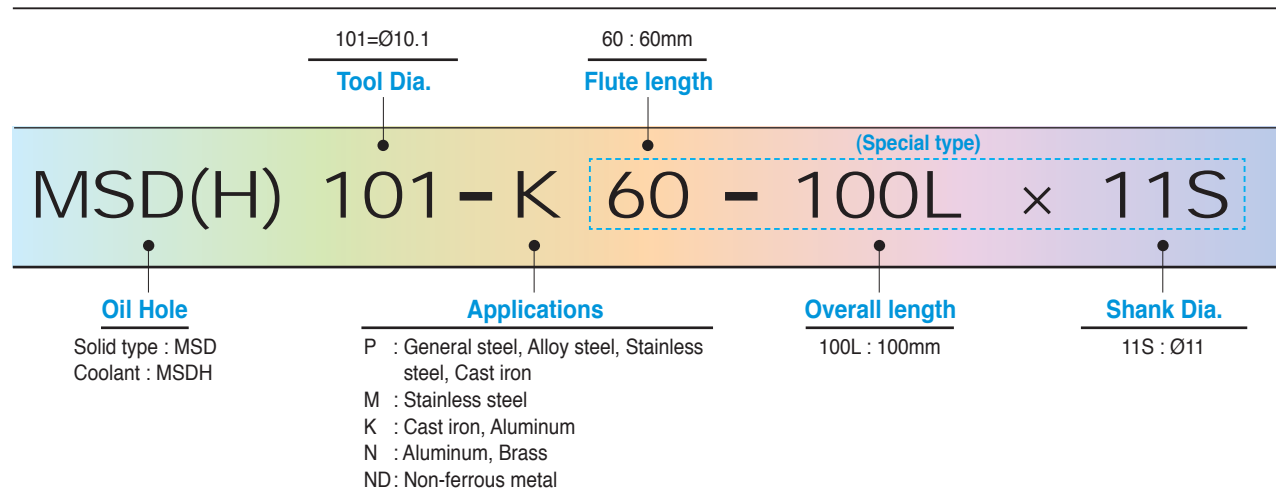 101=Ø10.1
Tool Dia.
60 : 60mm
Flute length
(Special type)
MSD(H) 101 - K 60 - 100L × 11S
Oil Hole
Solid type : MSD
Coolant : MSDH
Applications
P : General steel, Alloy steel, Stainless
steel, Cast iron
M : Stainless steel
K : Cast iron, Aluminum
N : Aluminum, Brass
ND : Non-ferrous metal
Overall length
100L : 100mm
Shank Dia.
11S : Ø11